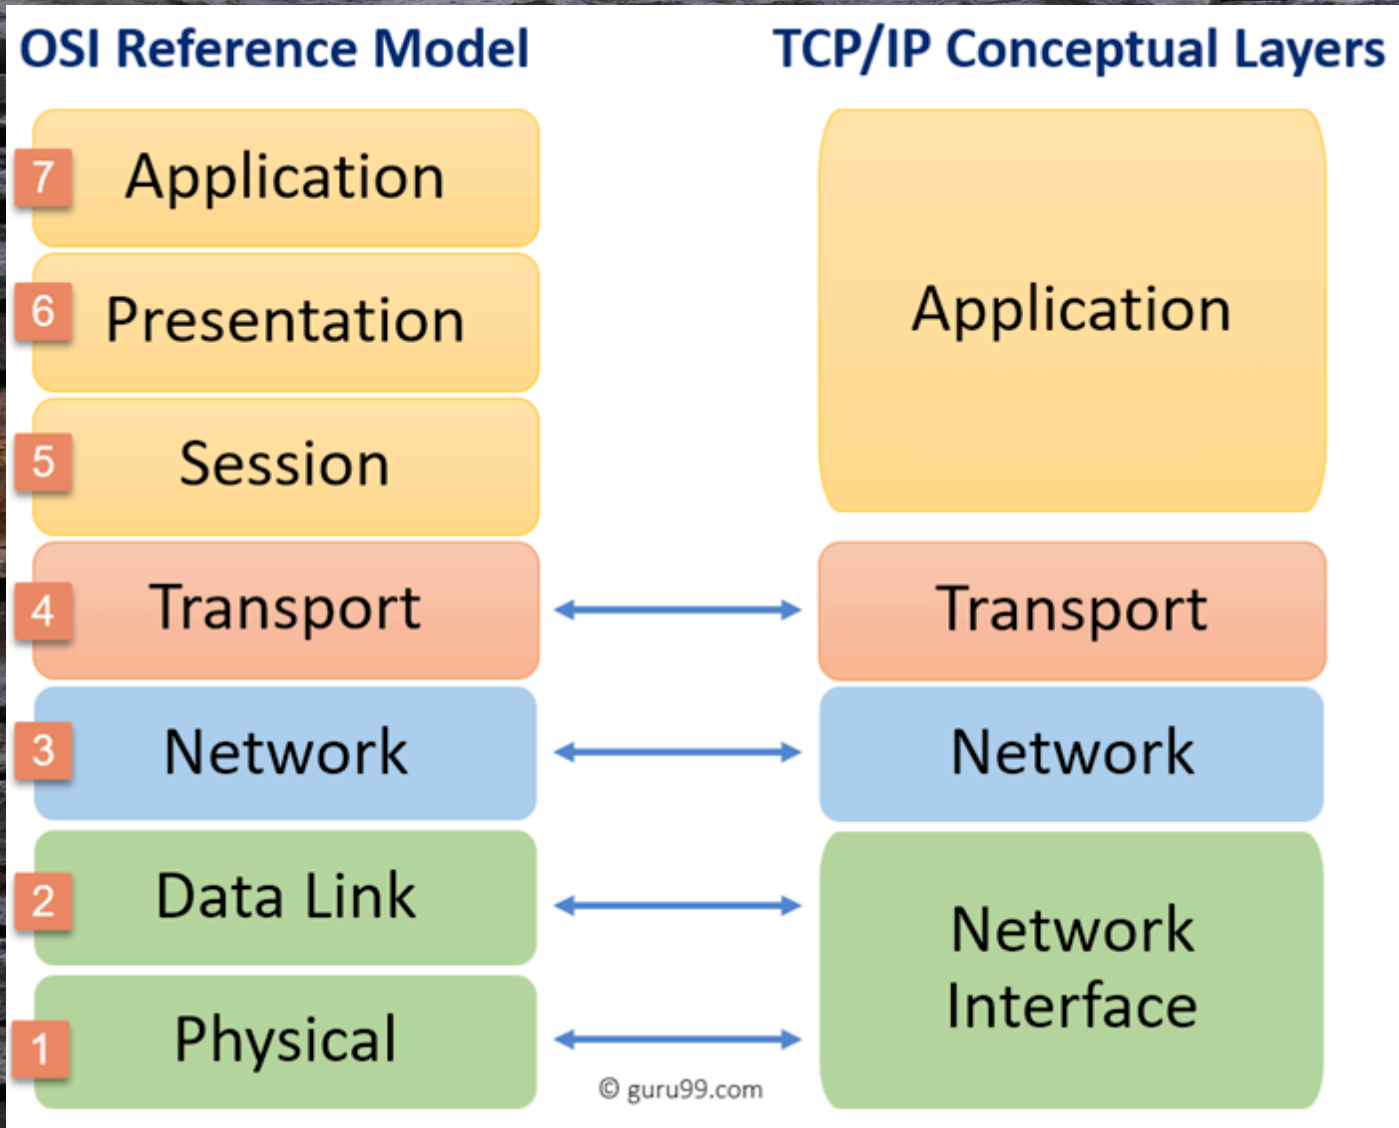 OSI Reference Model
TCP/IP Conceptual Layers
7
Application
6
Presentation
5
Session
4
Transport
3
Network
2
Data Link
1
Physical
Application
Transport
Network
Network
Interface
© guru99.com